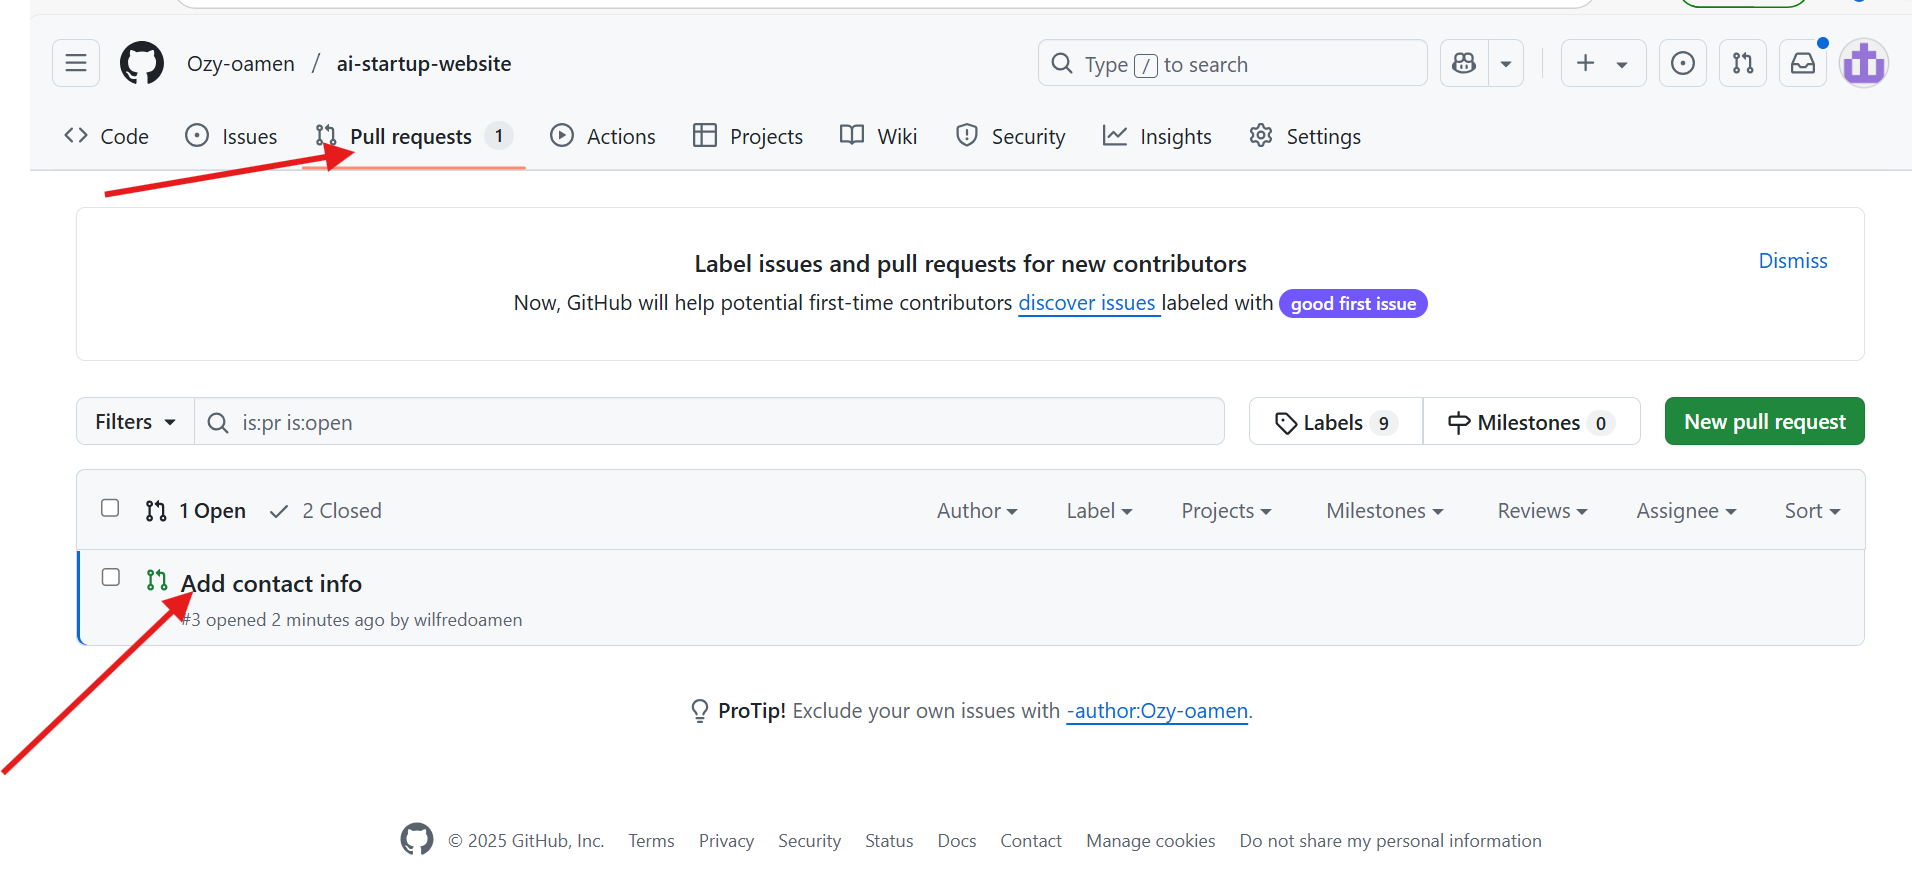 Ozy-oamen / ai-startup-website
Type / to search
Code Issues Pull requests 1 Actions Projects Wiki Security Insights Settings
Label issues and pull requests for new contributors
Dismiss
Now, GitHub will help potential first-time contributors discover issues labeled with good first issue
Filters is:pr is:open Labels 9 Milestones 0 New pull request
1 Open 2 Closed Author Label Projects Milestones Reviews Assignee Sort
Add contact info
#3 opened 2 minutes ago by wilfredoamen
ProTip! Exclude your own issues with -author:Ozy-oamen.
© 2025 GitHub, Inc. Terms Privacy Security Status Docs Contact Manage cookies Do not share my personal information